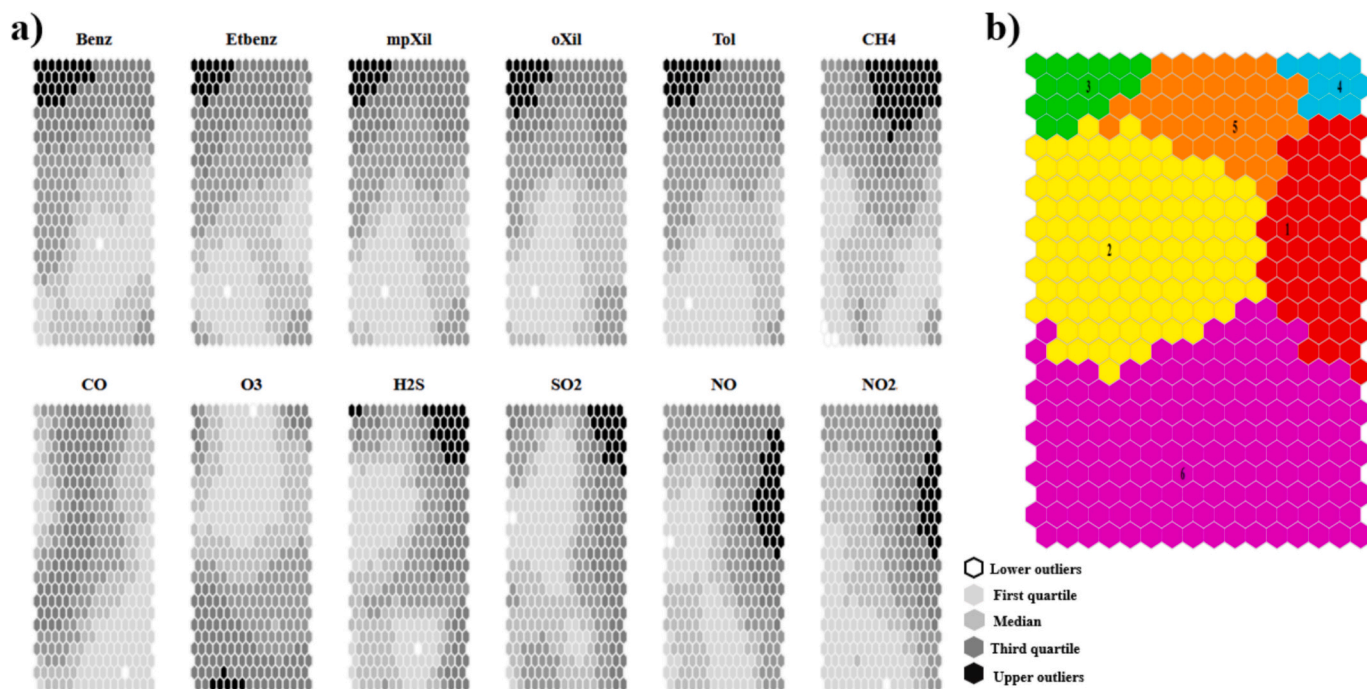 a)
Benz Etbenz mpXil oXil Tol CH4
CO O3 H2S SO2 NO NO2
b)
3
4
5
1
2
6
Lower outliers
First quartile
Median
Third quartile
Upper outliers